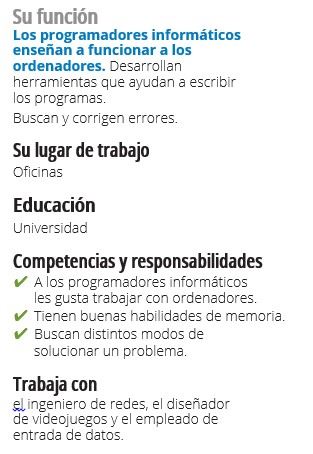 Su función
Los programadores informáticos
enseñan a funcionar a los
ordenadores. Desarrollan
herramientas que ayudan a escribir
los programas.
Buscan y corrigen errores.
Su lugar de trabajo
Oficinas
Educación
Universidad
Competencias y responsabilidades
✔ A los programadores informáticos
les gusta trabajar con ordenadores.
✔ Tienen buenas habilidades de memoria.
✔ Buscan distintos modos de
solucionar un problema.
Trabaja con
el ingeniero de redes, el diseñador
de videojuegos y el empleado de
entrada de datos.